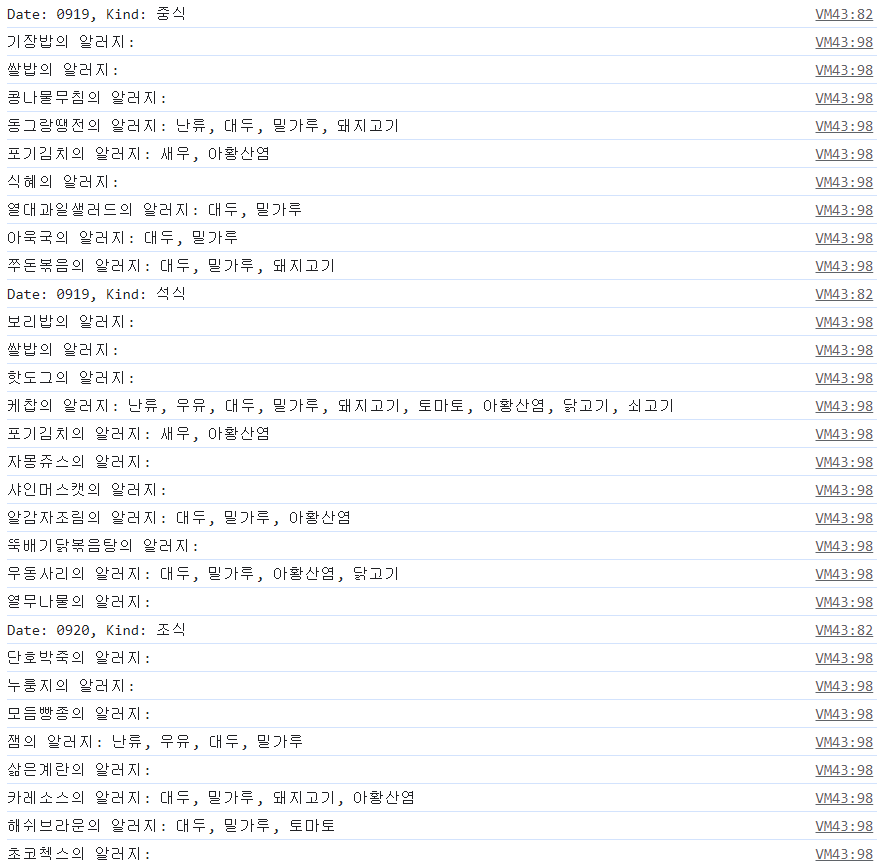 Date: 0919, Kind: 중식 VM43:82
기장밥의 알러지: VM43:98
쌀밥의 알러지: VM43:98
콩나물무침의 알러지: VM43:98
동그랑땡전의 알러지: 난류, 대두, 밀가루, 돼지고기 VM43:98
포기김치의 알러지: 새우, 아황산염 VM43:98
식혜의 알러지: VM43:98
열대과일샐러드의 알러지: 대두, 밀가루 VM43:98
아욱국의 알러지: 대두, 밀가루 VM43:98
쭈돈볶음의 알러지: 대두, 밀가루, 돼지고기 VM43:98
Date: 0919, Kind: 석식 VM43:82
보리밥의 알러지: VM43:98
쌀밥의 알러지: VM43:98
핫도그의 알러지: VM43:98
케찹의 알러지: 난류, 우유, 대두, 밀가루, 돼지고기, 토마토, 아황산염, 닭고기, 쇠고기 VM43:98
포기김치의 알러지: 새우, 아황산염 VM43:98
자몽쥬스의 알러지: VM43:98
샤인머스캣의 알러지: VM43:98
알감자조림의 알러지: 대두, 밀가루, 아황산염 VM43:98
뚝배기닭볶음탕의 알러지: VM43:98
우동사리의 알러지: 대두, 밀가루, 아황산염, 닭고기 VM43:98
열무나물의 알러지: VM43:98
Date: 0920, Kind: 조식 VM43:82
단호박죽의 알러지: VM43:98
누룽지의 알러지: VM43:98
모듬빵종의 알러지: VM43:98
잼의 알러지: 난류, 우유, 대두, 밀가루 VM43:98
삶은계란의 알러지: VM43:98
카레소스의 알러지: 대두, 밀가루, 돼지고기, 아황산염 VM43:98
해쉬브라운의 알러지: 대두, 밀가루, 토마토 VM43:98
초코첵스의 알러지: VM43:98